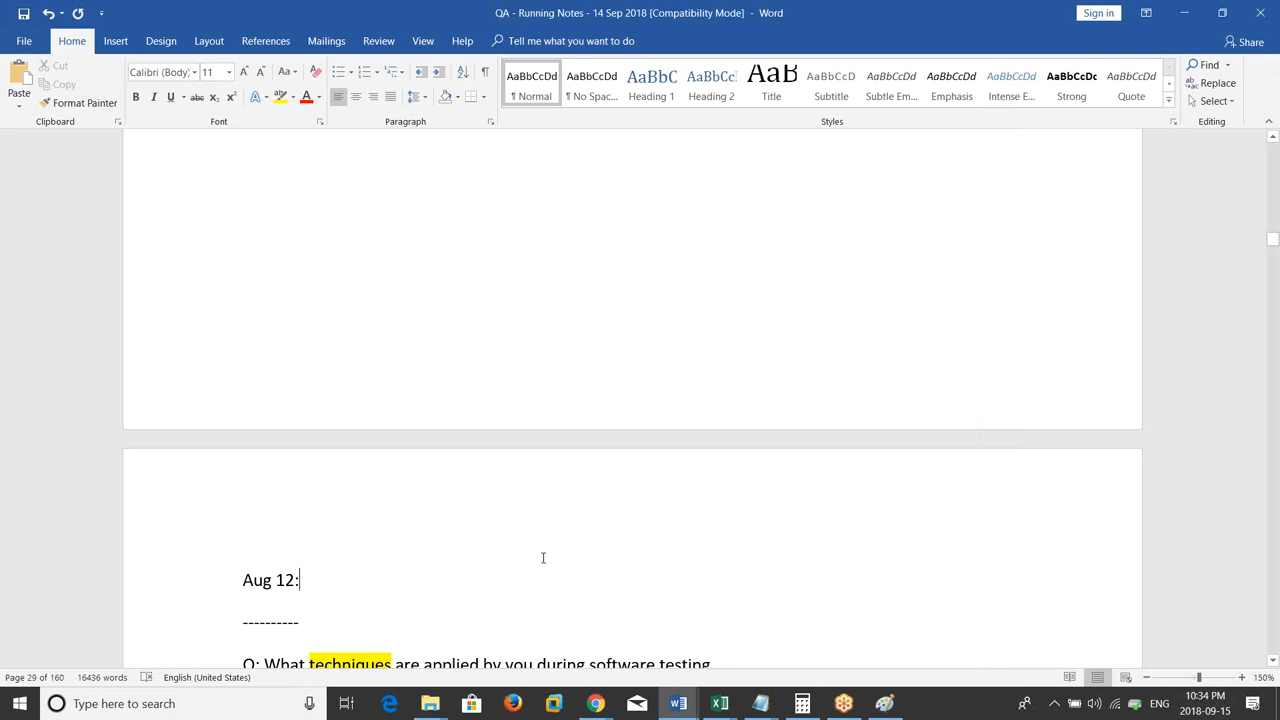 QA - Running Notes - 14 Sep 2018 [Compatibility Mode] - Word
Sign in
File Home Insert Design Layout References Mailings Review View Help Tell me what you want to do Share
Paste
Cut
Copy
Format Painter
Clipboard
Calibri (Body) 11
Font
Paragraph
AaBbCcDd AaBbCcDd AaBbC AaBbCc AaB AaBbCcD AaBbCcDd AaBbCcDd AaBbCcDd AaBbCcDc AaBbCcDd
¶ Normal ¶ No Spac... Heading 1 Heading 2 Title Subtitle Subtle Em... Emphasis Intense E... Strong Quote
Styles
Find
Replace
Select
Editing
Aug 12:
----------
Q: What techniques are applied by you during software testing
Page 29 of 160 16436 words English (United States) 150%
Type here to search
ENG
10:34 PM
2018-09-15